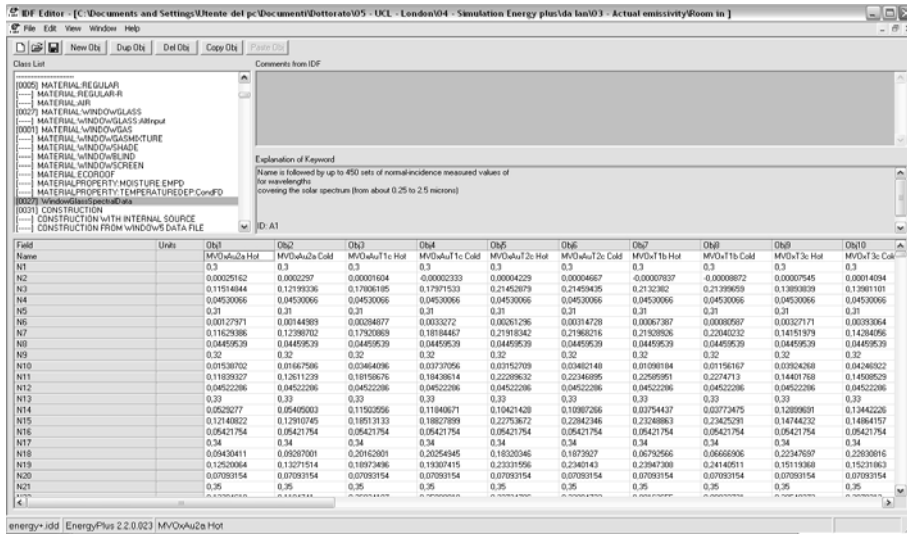 IDF Editor - [C:\Documents and Settings\Utente del pc\Documenti\Dottorato\05 - UCL - London\04 - Simulation Energy plus\da Ian\03 - Actual emissivity\Room in ]
File Edit View Window Help
New Obj Dup Obj Del Obj Copy Obj Paste Obj
Class List Comments from IDF
[0005] MATERIAL:REGULAR
[------] MATERIAL:REGULAR-R
[------] MATERIAL:AIR
[0027] MATERIAL:WINDOWGLASS
[------] MATERIAL:WINDOWGLASS:AltInput
[0001] MATERIAL:WINDOWGAS
[------] MATERIAL:WINDOWGASMIXTURE
[------] MATERIAL:WINDOWSHADE
[------] MATERIAL:WINDOWBLIND
[------] MATERIAL:WINDOWSCREEN
[------] MATERIAL:ECOROOF
[------] MATERIALPROPERTY:MOISTURE:EMPD
[------] MATERIALPROPERTY:TEMPERATUREDEP:CondFD
[0027] WindowGlassSpectralData
[0031] CONSTRUCTION
[------] CONSTRUCTION WITH INTERNAL SOURCE
[------] CONSTRUCTION FROM WINDOW5 DATA FILE
Explanation of Keyword
Name is followed by up to 450 sets of normal-incidence measured values of
for wavelengths
covering the solar spectrum (from about 0.25 to 2.5 microns)
ID: A1
Field Units Obj1 Obj2 Obj3 Obj4 Obj5 Obj6 Obj7 Obj8 Obj9 Obj10
Name MVOxAu2a Hot MVOxAu2a Cold MVOxAuT1c Hot MVOxAuT1c Cold MVOxAuT2c Hot MVOxAuT2c Cold MVOxT1b Hot MVOxT1b Cold MVOxT3c Hot MVOxT3c Col
N1 0,3 0,3 0,3 0,3 0,3 0,3 0,3 0,3 0,3 0,3
N2 0,00025162 0,0002297 0,00001604 -0,00002333 0,00004229 0,00004667 -0,00007837 -0,00008872 0,00007545 0,00014094
N3 0,11514844 0,12199336 0,17806185 0,17971533 0,21452879 0,21459435 0,2132382 0,21399659 0,13893839 0,13981101
N4 0,04530066 0,04530066 0,04530066 0,04530066 0,04530066 0,04530066 0,04530066 0,04530066 0,04530066 0,04530066
N5 0,31 0,31 0,31 0,31 0,31 0,31 0,31 0,31 0,31 0,31
N6 0,00127971 0,00144989 0,00284877 0,0033272 0,00261296 0,00314728 0,00067387 0,00080587 0,00327171 0,00393064
N7 0,11629386 0,12398702 0,17920869 0,18184467 0,21918342 0,21968216 0,21928926 0,22040232 0,14151979 0,14284056
N8 0,04459539 0,04459539 0,04459539 0,04459539 0,04459539 0,04459539 0,04459539 0,04459539 0,04459539 0,04459539
N9 0,32 0,32 0,32 0,32 0,32 0,32 0,32 0,32 0,32 0,32
N10 0,01538702 0,01667586 0,03464096 0,03737056 0,03152709 0,03482148 0,01098184 0,01156167 0,03924268 0,04246922
N11 0,11839327 0,12611239 0,18158676 0,18438614 0,22289632 0,22346895 0,22585951 0,2274713 0,14401768 0,14508529
N12 0,04522286 0,04522286 0,04522286 0,04522286 0,04522286 0,04522286 0,04522286 0,04522286 0,04522286 0,04522286
N13 0,33 0,33 0,33 0,33 0,33 0,33 0,33 0,33 0,33 0,33
N14 0,0529277 0,05405003 0,11503556 0,11840671 0,10421428 0,10987266 0,03754437 0,03773475 0,12899691 0,13442226
N15 0,12140822 0,12910745 0,18513133 0,18827899 0,22753672 0,22842346 0,23248863 0,23425291 0,14744232 0,14864157
N16 0,05421754 0,05421754 0,05421754 0,05421754 0,05421754 0,05421754 0,05421754 0,05421754 0,05421754 0,05421754
N17 0,34 0,34 0,34 0,34 0,34 0,34 0,34 0,34 0,34 0,34
N18 0,09430411 0,09287001 0,20162801 0,20254945 0,18320346 0,1873927 0,06792566 0,06666906 0,22347697 0,22830816
N19 0,12520064 0,13271514 0,18973496 0,19307415 0,23331556 0,2340143 0,23947308 0,24140511 0,15119368 0,15231863
N20 0,07093154 0,07093154 0,07093154 0,07093154 0,07093154 0,07093154 0,07093154 0,07093154 0,07093154 0,07093154
N21 0,35 0,35 0,35 0,35 0,35 0,35 0,35 0,35 0,35 0,35
energy+.idd EnergyPlus 2.2.0.023 MVOxAu2a Hot